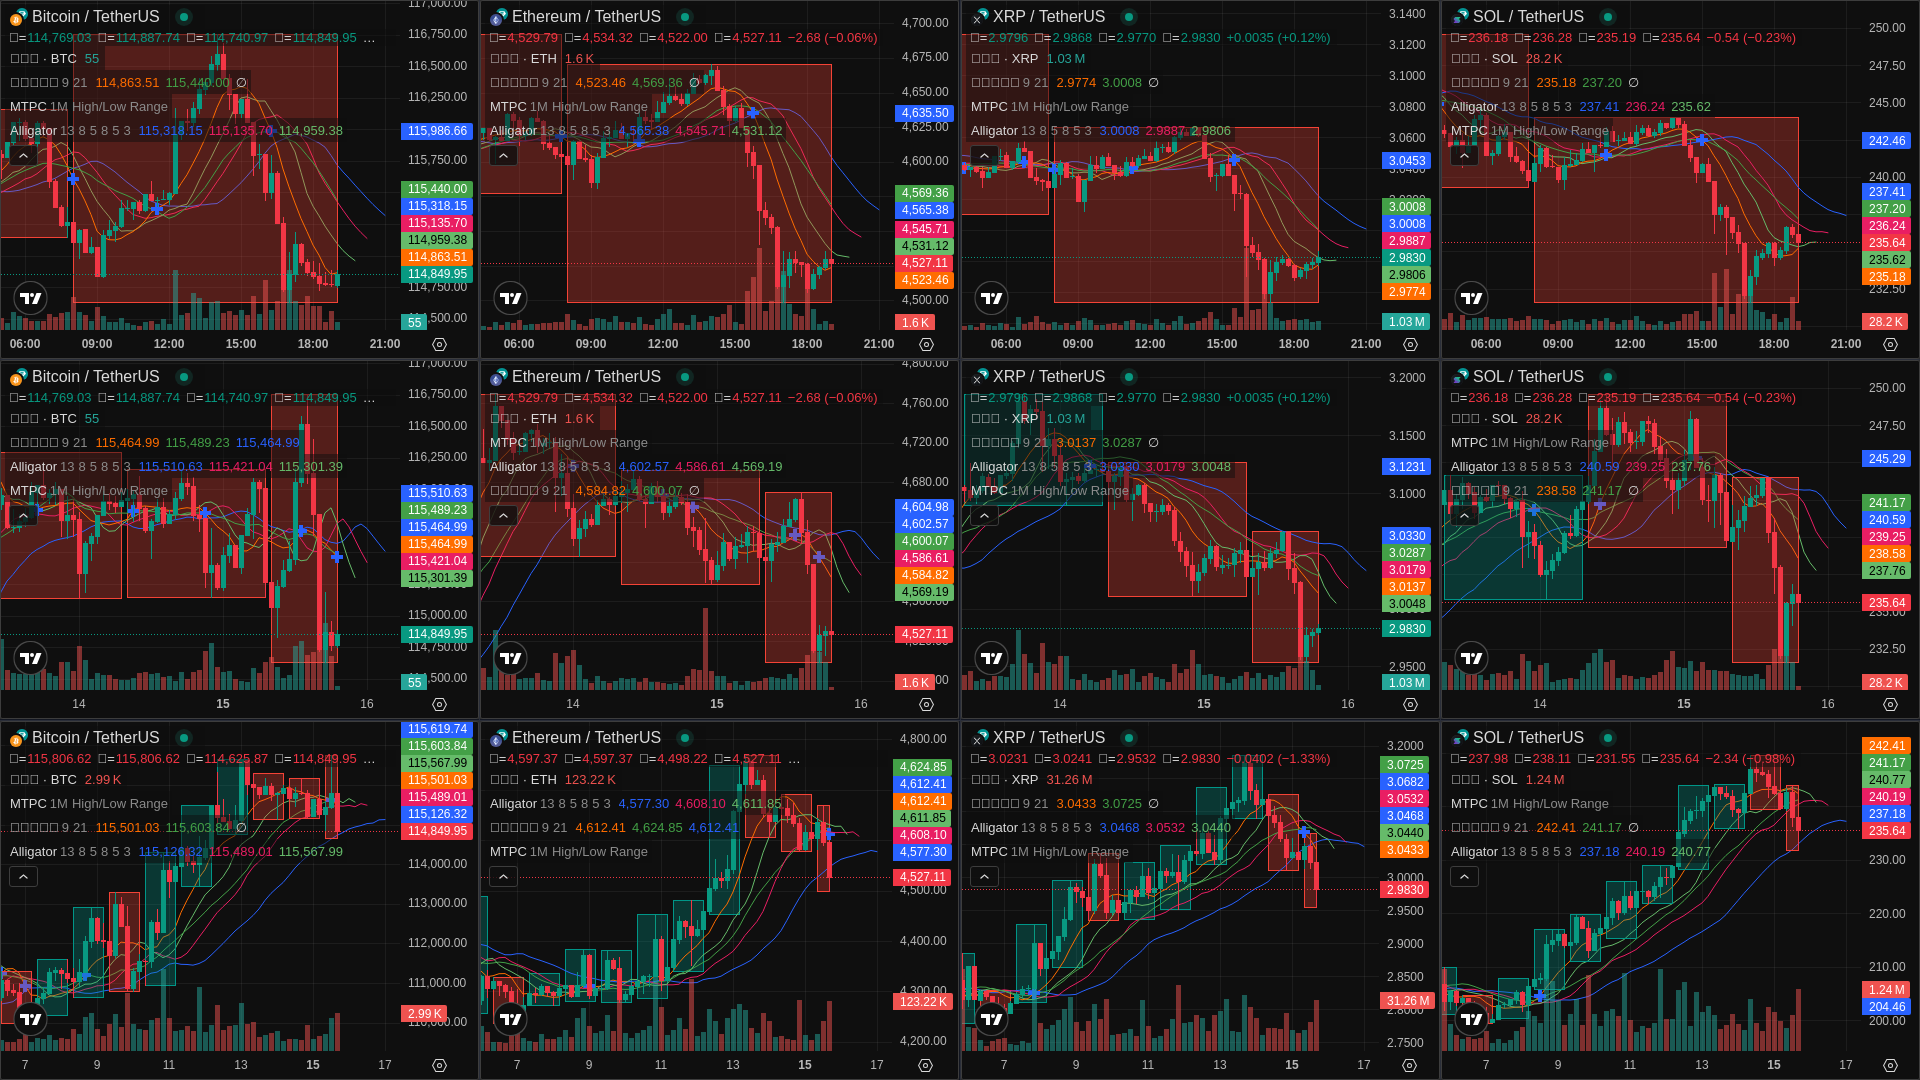 Bitcoin / TetherUS
=114,769.03 =114,887.74 =114,740.97 =114,849.95 ...
· BTC 55
9 21 114,863.51 115,440.00 ∅
MTPC 1M High/Low Range
Alligator 13 8 5 8 5 3 115,318.15 115,135.70 114,959.38
116,750.00
116,500.00
116,250.00
115,986.66
115,750.00
115,440.00
115,318.15
115,135.70
114,959.38
114,863.51
114,849.95
114,750.00
55
06:00 09:00 12:00 15:00 18:00 21:00
Ethereum / TetherUS
=4,529.79 =4,534.32 =4,522.00 =4,527.11 −2.68 (−0.06%)
· ETH 1.6 K
9 21 4,523.46 4,569.36 ∅
MTPC 1M High/Low Range
Alligator 13 8 5 8 5 3 4,565.38 4,545.71 4,531.12
4,700.00
4,675.00
4,650.00
4,635.50
4,625.00
4,600.00
4,569.36
4,565.38
4,545.71
4,531.12
4,527.11
4,523.46
4,500.00
1.6 K
06:00 09:00 12:00 15:00 18:00 21:00
XRP / TetherUS
=2.9796 =2.9868 =2.9770 =2.9830 +0.0035 (+0.12%)
· XRP 1.03 M
9 21 2.9774 3.0008 ∅
MTPC 1M High/Low Range
Alligator 13 8 5 8 5 3 3.0008 2.9887 2.9806
3.1400
3.1200
3.1000
3.0800
3.0600
3.0453
3.0400
3.0008
3.0008
2.9887
2.9830
2.9806
2.9774
1.03 M
06:00 09:00 12:00 15:00 18:00 21:00
SOL / TetherUS
=236.18 =236.28 =235.19 =235.64 −0.54 (−0.23%)
· SOL 28.2 K
9 21 235.18 237.20 ∅
Alligator 13 8 5 8 5 3 237.41 236.24 235.62
MTPC 1M High/Low Range
250.00
247.50
245.00
242.46
240.00
237.41
237.20
236.24
235.64
235.62
235.18
232.50
28.2 K
06:00 09:00 12:00 15:00 18:00 21:00
Bitcoin / TetherUS
=114,769.03 =114,887.74 =114,740.97 =114,849.95 ...
· BTC 55
9 21 115,464.99 115,489.23 115,464.99
Alligator 13 8 5 8 5 3 115,510.63 115,421.04 115,301.39
MTPC 1M High/Low Range
117,000.00
116,750.00
116,500.00
116,250.00
115,510.63
115,489.23
115,464.99
115,464.99
115,421.04
115,301.39
115,000.00
114,849.95
114,750.00
55
14 15 16
Ethereum / TetherUS
=4,529.79 =4,534.32 =4,522.00 =4,527.11 −2.68 (−0.06%)
· ETH 1.6 K
MTPC 1M High/Low Range
Alligator 13 8 5 8 5 3 4,602.57 4,586.61 4,569.19
9 21 4,584.82 4,600.07 ∅
4,800.00
4,760.00
4,720.00
4,680.00
4,604.98
4,602.57
4,600.07
4,586.61
4,584.82
4,569.19
4,527.11
1.6 K
14 15 16
XRP / TetherUS
=2.9796 =2.9868 =2.9770 =2.9830 +0.0035 (+0.12%)
· XRP 1.03 M
9 21 3.0137 3.0287 ∅
Alligator 13 8 5 8 5 3 3.0330 3.0179 3.0048
MTPC 1M High/Low Range
3.2000
3.1500
3.1231
3.1000
3.0330
3.0287
3.0179
3.0137
3.0048
2.9830
2.9500
1.03 M
14 15 16
SOL / TetherUS
=236.18 =236.28 =235.19 =235.64 −0.54 (−0.23%)
· SOL 28.2 K
MTPC 1M High/Low Range
Alligator 13 8 5 8 5 3 240.59 239.25 237.76
9 21 238.58 241.17 ∅
250.00
247.50
245.29
241.17
240.59
239.25
238.58
237.76
235.64
232.50
28.2 K
14 15 16
Bitcoin / TetherUS
=115,806.62 =115,806.62 =114,625.87 =114,849.95 ...
· BTC 2.99 K
MTPC 1M High/Low Range
9 21 115,501.03 115,603.84 ∅
Alligator 13 8 5 8 5 3 115,126.32 115,489.01 115,567.99
115,619.74
115,603.84
115,567.99
115,501.03
115,489.01
115,126.32
114,849.95
114,000.00
113,000.00
112,000.00
111,000.00
2.99 K
7 9 11 13 15 17
Ethereum / TetherUS
=4,597.37 =4,597.37 =4,498.22 =4,527.11 ...
· ETH 123.22 K
Alligator 13 8 5 8 5 3 4,577.30 4,608.10 4,611.85
9 21 4,612.41 4,624.85 4,612.41
MTPC 1M High/Low Range
4,800.00
4,624.85
4,612.41
4,612.41
4,611.85
4,608.10
4,577.30
4,527.11
4,500.00
4,400.00
4,300.00
123.22 K
4,200.00
7 9 11 13 15 17
XRP / TetherUS
=3.0231 =3.0241 =2.9532 =2.9830 −0.0402 (−1.33%)
· XRP 31.26 M
9 21 3.0433 3.0725 ∅
Alligator 13 8 5 8 5 3 3.0468 3.0532 3.0440
MTPC 1M High/Low Range
3.2000
3.0725
3.0682
3.0532
3.0468
3.0440
3.0433
3.0000
2.9830
2.9500
2.9000
2.8500
31.26 M
2.8000
2.7500
7 9 11 13 15 17
SOL / TetherUS
=237.98 =238.11 =231.55 =235.64 −2.34 (−0.98%)
· SOL 1.24 M
MTPC 1M High/Low Range
9 21 242.41 241.17 ∅
Alligator 13 8 5 8 5 3 237.18 240.19 240.77
242.41
241.17
240.77
240.19
237.18
235.64
230.00
220.00
210.00
1.24 M
204.46
200.00
7 9 11 13 15 17